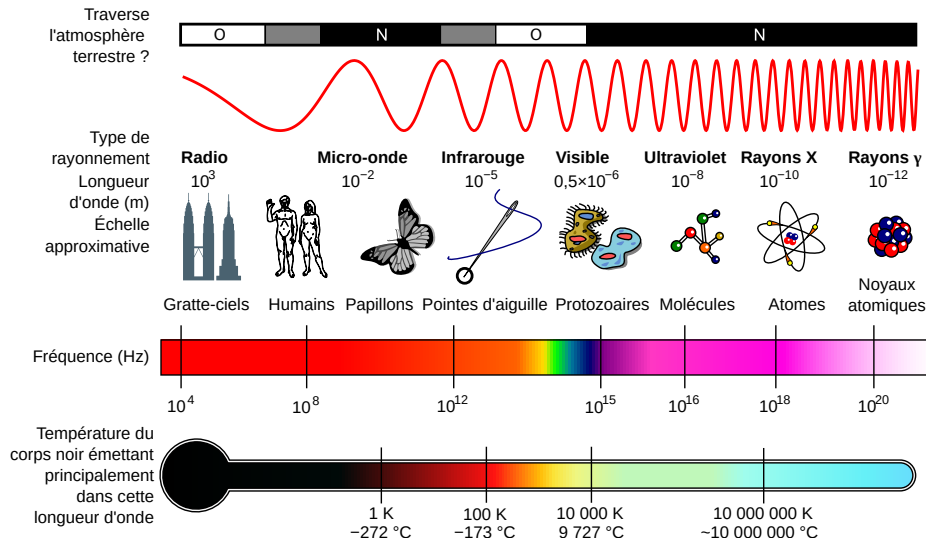 Traverse
l'atmosphère
terrestre ?
O
N
O
N
Type de
rayonnement
Radio
Micro-onde
Infrarouge
Visible
Ultraviolet
Rayons X
Rayons γ
Longueur
d'onde (m)
10³
10⁻²
10⁻⁵
0,5×10⁻⁶
10⁻⁸
10⁻¹⁰
10⁻¹²
Échelle
approximative
Gratte-ciels
Humains
Papillons
Pointes d'aiguille
Protozoaires
Molécules
Atomes
Noyaux
atomiques
Fréquence (Hz)
10⁴
10⁸
10¹²
10¹⁵
10¹⁶
10¹⁸
10²⁰
Température du
corps noir émettant
principalement
dans cette
longueur d'onde
1 K
−272 °C
100 K
−173 °C
10 000 K
9 727 °C
10 000 000 K
~10 000 000 °C